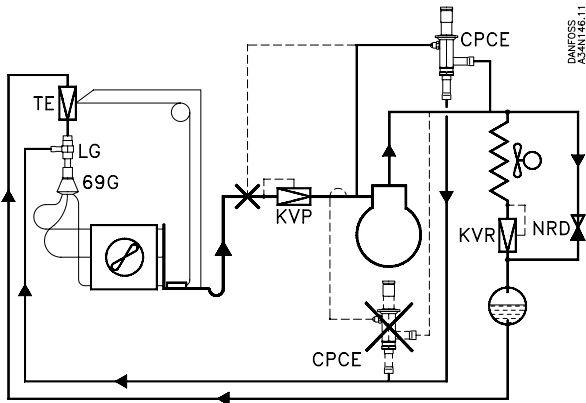 CPCE
DANFOSS
A34N146.11
TE
LG
69G
KVP
KVR
NRD
CPCE